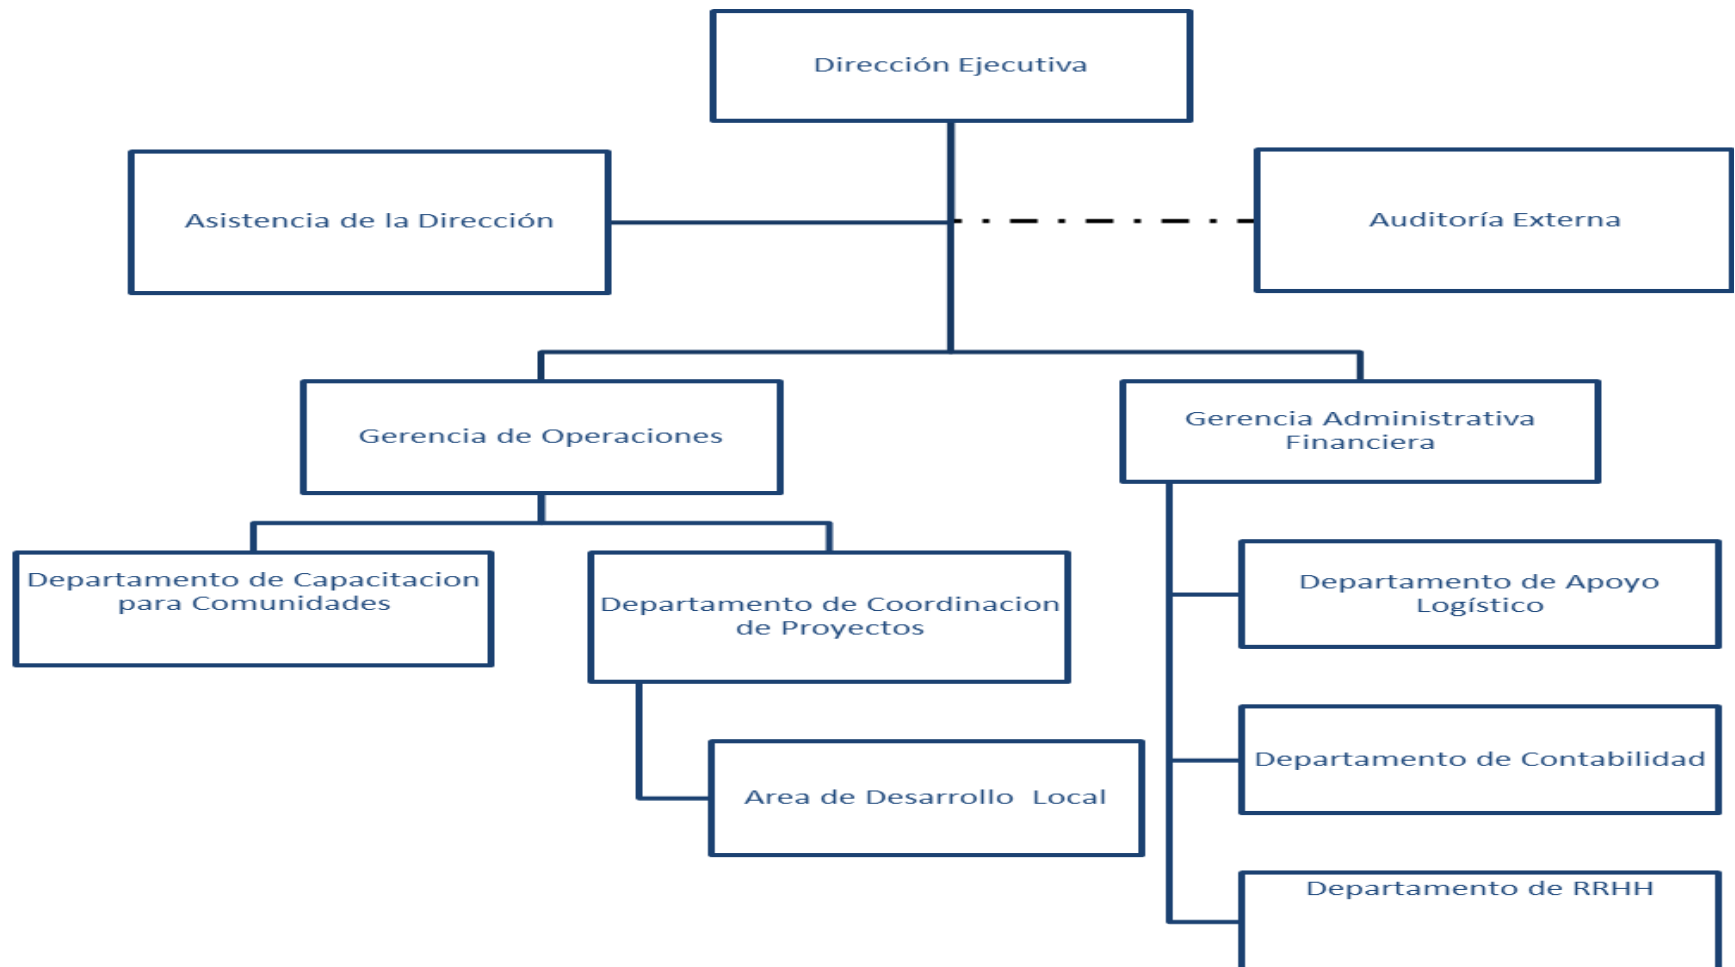 Dirección Ejecutiva
Asistencia de la Dirección
Auditoría Externa
Gerencia de Operaciones
Gerencia Administrativa
Financiera
Departamento de Capacitacion
para Comunidades
Departamento de Coordinacion
de Proyectos
Departamento de Apoyo
Logístico
Area de Desarrollo  Local
Departamento de Contabilidad
Departamento de RRHH